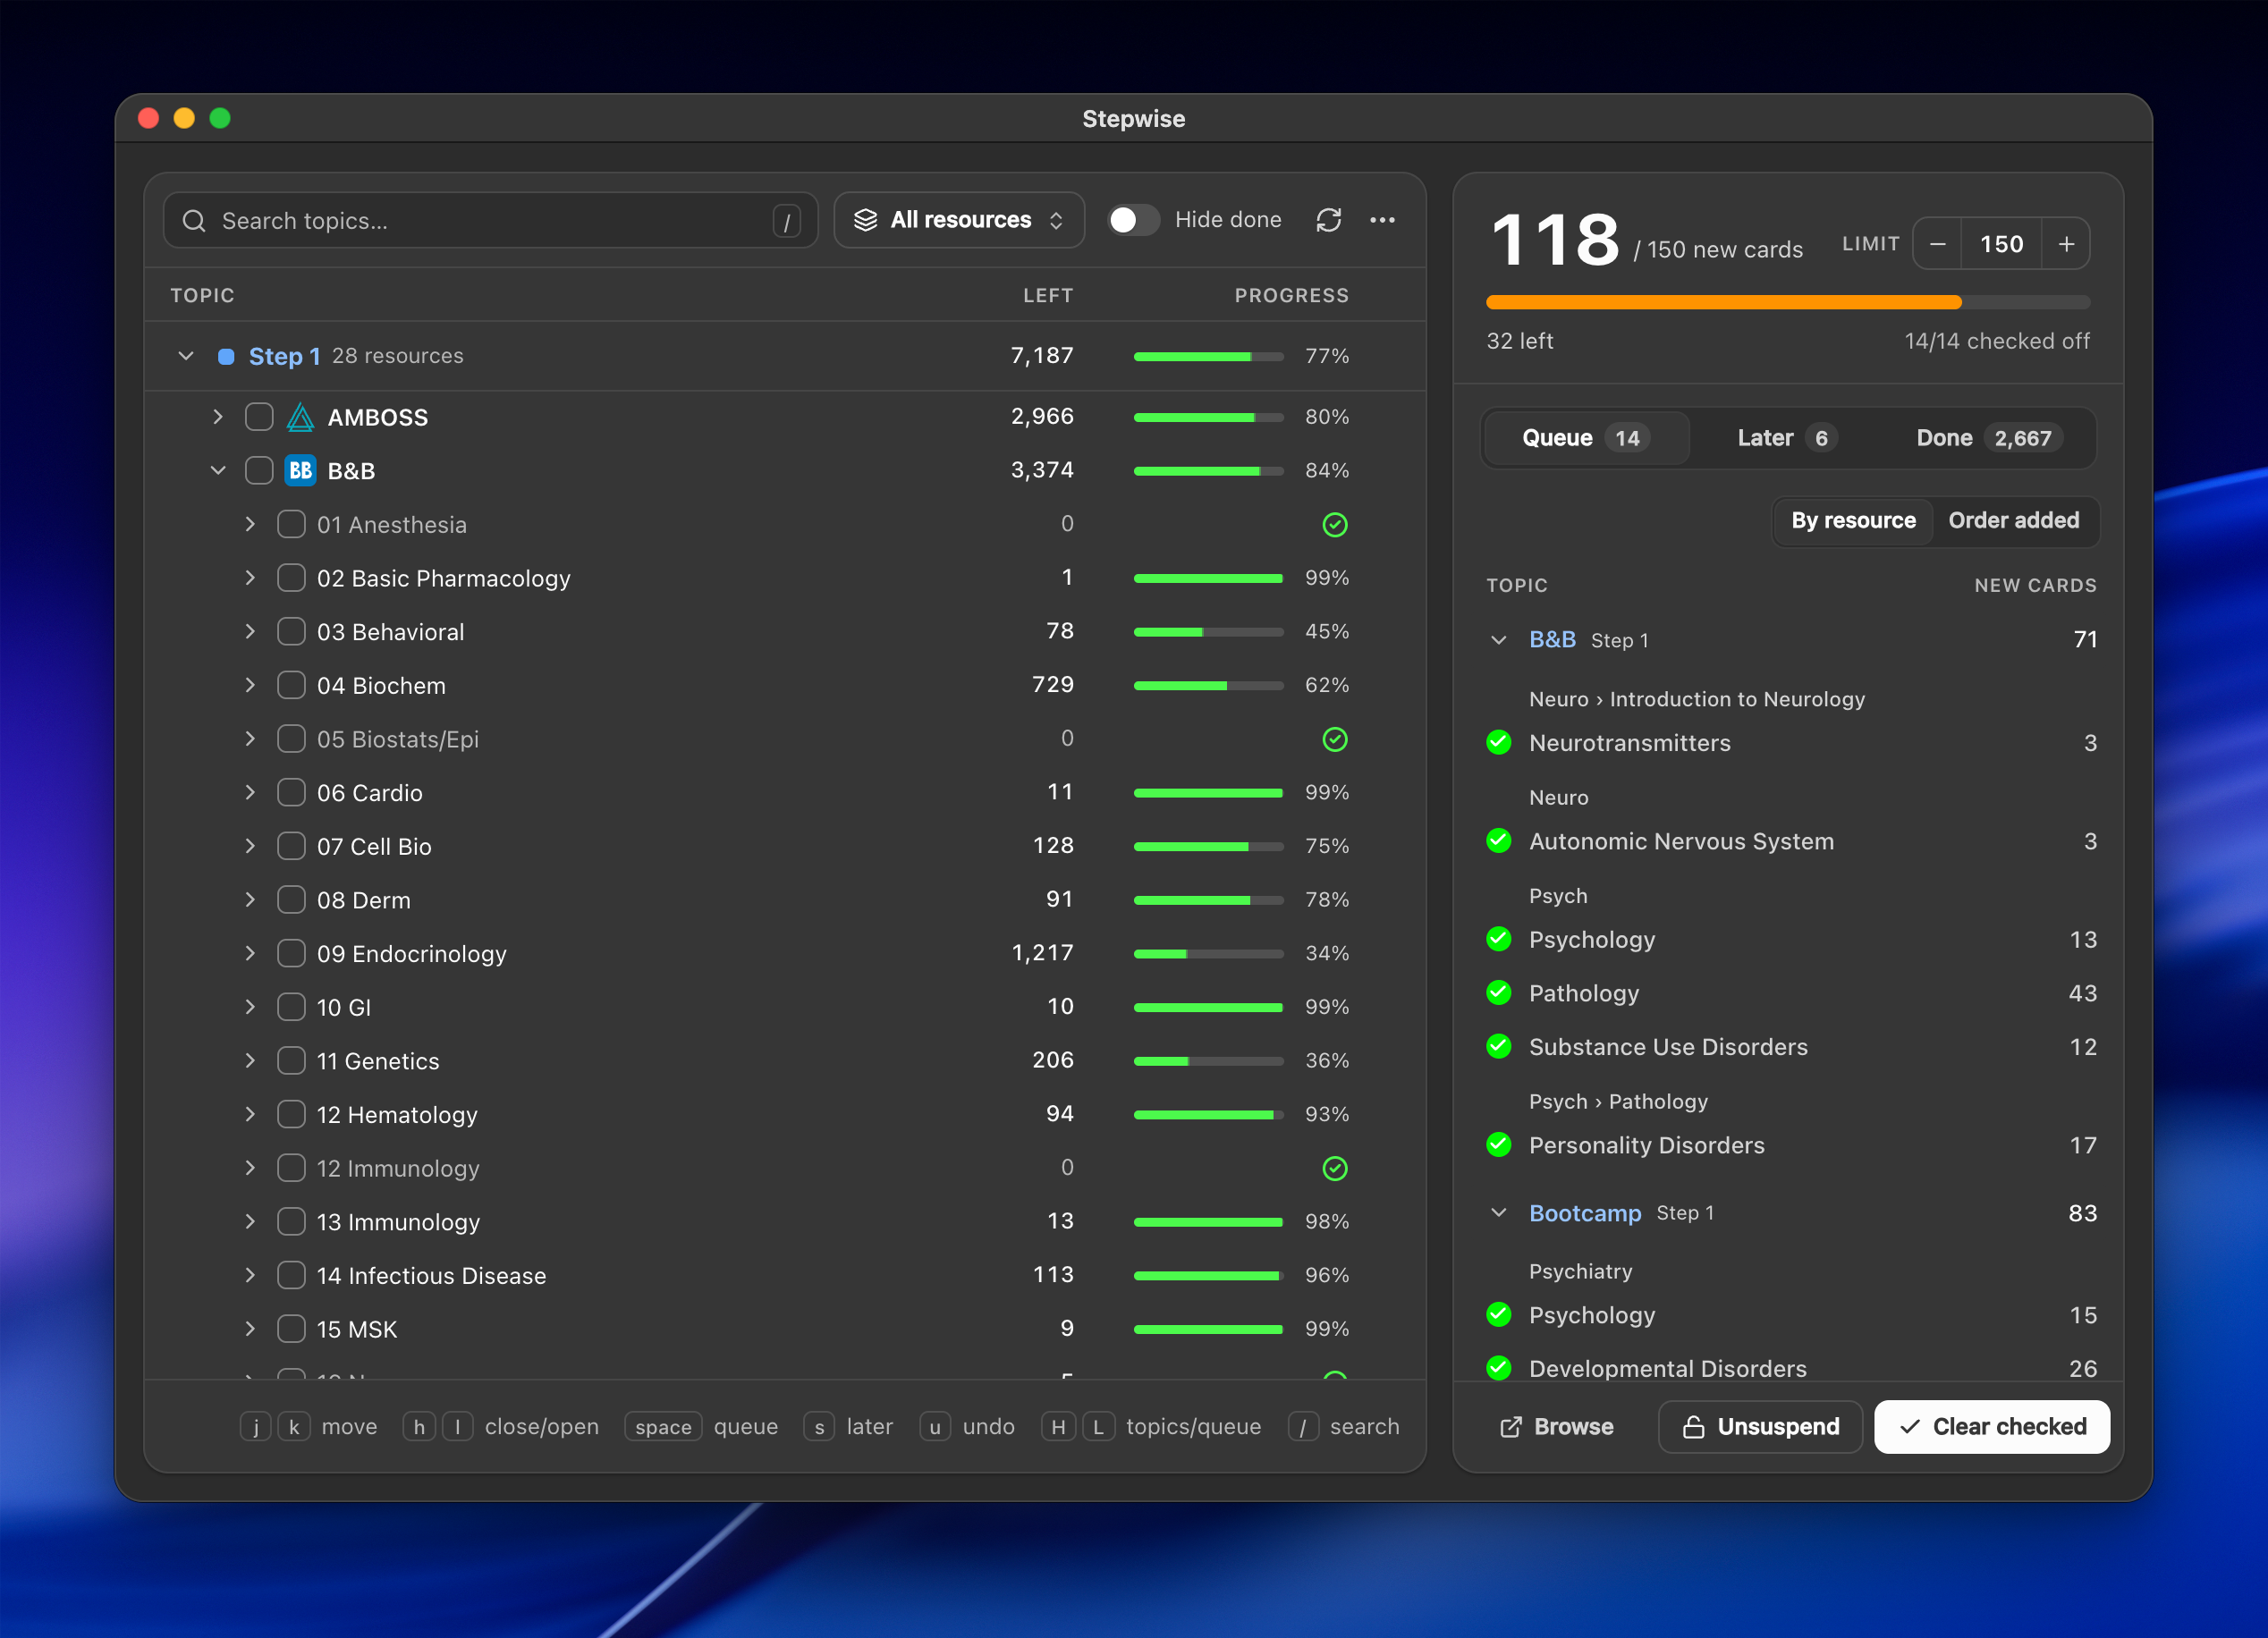 Stepwise
Search topics... /
All resources
Hide done
TOPIC LEFT PROGRESS
Step 1 28 resources 7,187 77%
AMBOSS 2,966 80%
BB B&B 3,374 84%
01 Anesthesia 0
02 Basic Pharmacology 1 99%
03 Behavioral 78 45%
04 Biochem 729 62%
05 Biostats/Epi 0
06 Cardio 11 99%
07 Cell Bio 128 75%
08 Derm 91 78%
09 Endocrinology 1,217 34%
10 GI 10 99%
11 Genetics 206 36%
12 Hematology 94 93%
12 Immunology 0
13 Immunology 13 98%
14 Infectious Disease 113 96%
15 MSK 9 99%
j k move h l close/open space queue s later u undo H L topics/queue / search
118 / 150 new cards LIMIT − 150 +
32 left 14/14 checked off
Queue 14 Later 6 Done 2,667
By resource Order added
TOPIC NEW CARDS
B&B Step 1 71
Neuro › Introduction to Neurology
Neurotransmitters 3
Neuro
Autonomic Nervous System 3
Psych
Psychology 13
Pathology 43
Substance Use Disorders 12
Psych › Pathology
Personality Disorders 17
Bootcamp Step 1 83
Psychiatry
Psychology 15
Developmental Disorders 26
Browse Unsuspend Clear checked